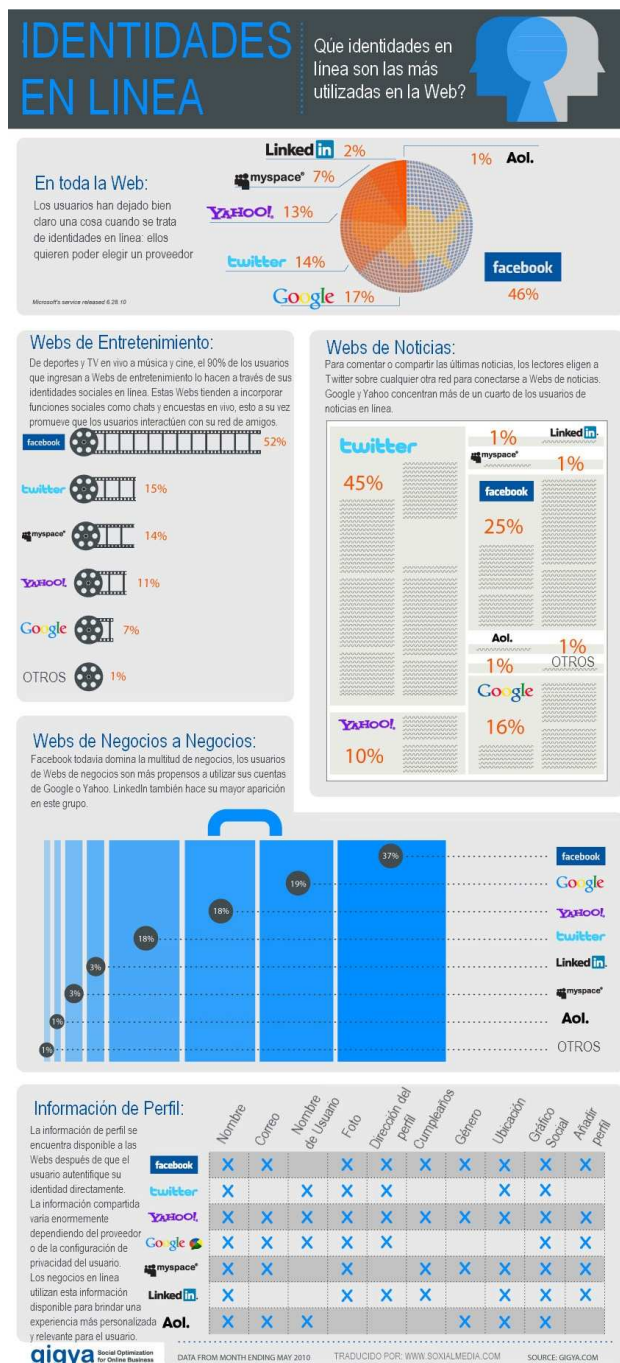 IDENTIDADES
EN LINEA
Qúe identidades en
línea son las más
utilizadas en la Web?
En toda la Web:
Los usuarios han dejado bien
claro una cosa cuando se trata
de identidades en línea: ellos
quieren poder elegir un proveedor
Microsoft's service released 6.28.10
Linked in 2%
myspace 7%
YAHOO! 13%
twitter 14%
Google 17%
1% Aol.
facebook
46%
Webs de Entretenimiento:
De deportes y TV en vivo a música y cine, el 90% de los usuarios
que ingresan a Webs de entretenimiento lo hacen a través de sus
identidades sociales en línea. Estas Webs tienden a incorporar
funciones sociales como chats y encuestas en vivo, esto a su vez
promueve que los usuarios interactúen con su red de amigos.
facebook 52%
twitter 15%
myspace 14%
YAHOO! 11%
Google 7%
OTROS 1%
Webs de Noticias:
Para comentar o compartir las últimas noticias, los lectores eligen a
Twitter sobre cualquier otra red para conectarse a Webs de noticias.
Google y Yahoo concentran más de un cuarto de los usuarios de
noticias en línea.
twitter
45%
YAHOO!
10%
1% Linked in
myspace 1%
facebook
25%
Aol. 1%
1% OTROS
Google
16%
Webs de Negocios a Negocios:
Facebook todavia domina la multitud de negocios, los usuarios
de Webs de negocios son más propensos a utilizar sus cuentas
de Google o Yahoo. LinkedIn también hace su mayor aparición
en este grupo.
37% facebook
19% Google
18% YAHOO!
18% twitter
3% Linked in
3% myspace
1% Aol.
1% OTROS
Información de Perfil:
La información de perfil se
encuentra disponible a las
Webs después de que el
usuario autentifique su
identidad directamente.
La información compartida
varia enormemente
dependiendo del proveedor
o de la configuración de
privacidad del usuario.
Los negocios en línea
utilizan esta información
disponible para brindar una
experiencia más personalizada
y relevante para el usuario.
Nombre
Correo
Nombre
de Usuario
Foto
Dirección del
perfil
Cumpleaños
Género
Ubicación
Gráfico
Social
Añadir
perfil
facebook X X X X X X X X X
twitter X X X X X X
YAHOO! X X X X X X X X X X
Google X X X X X X X
myspace X X X X X X X X
Linked in X X X X X X X
Aol. X X X X X X
gigya Social Optimization
for Online Business
DATA FROM MONTH ENDING MAY 2010
TRADUCIDO POR: WWW.SOXIALMEDIA.COM
SOURCE: GIGYA.COM